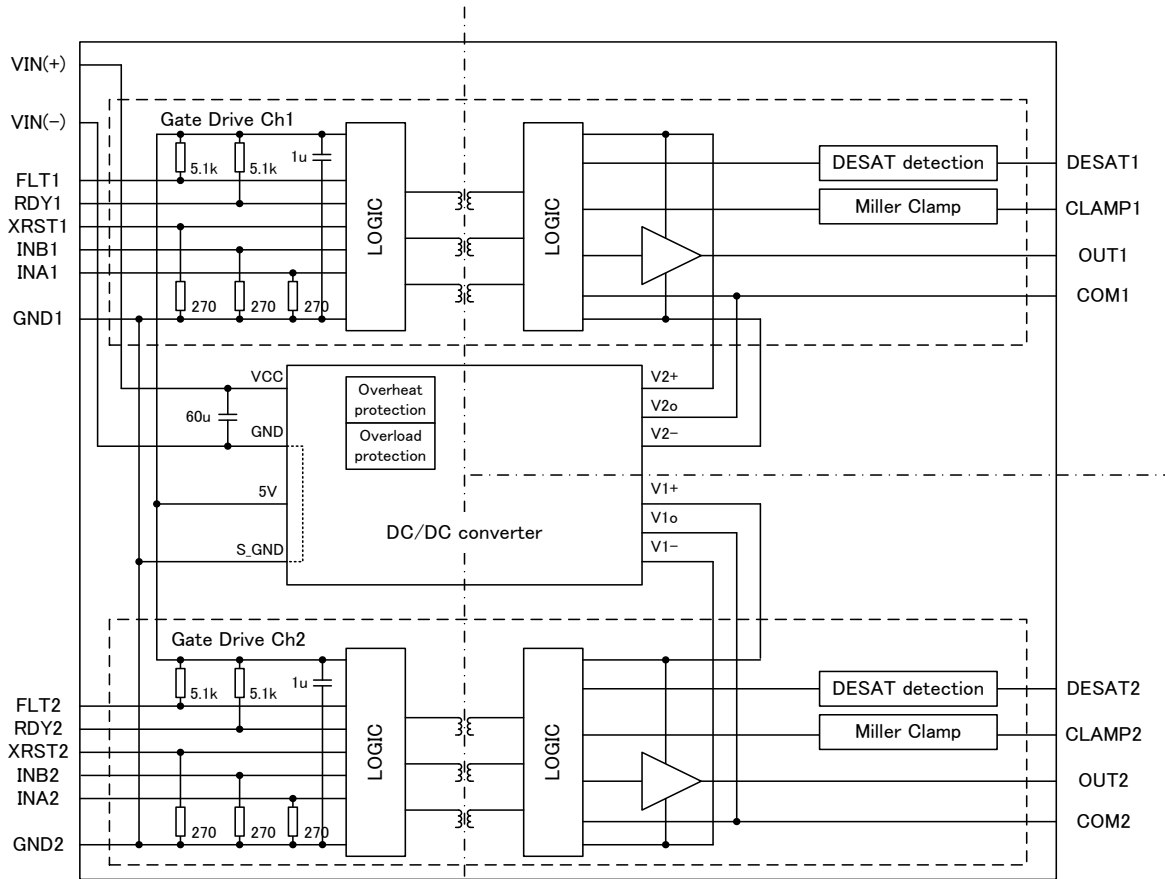 VIN(+)
VIN(-)
Gate Drive Ch1
5.1k
5.1k
1u
FLT1
RDY1
XRST1
INB1
INA1
GND1
270
270
270
LOGIC
LOGIC
DESAT detection
Miller Clamp
DESAT1
CLAMP1
OUT1
COM1
VCC
60u
GND
5V
S_GND
Overheat
protection
Overload
protection
DC/DC converter
V2+
V2o
V2-
V1+
V1o
V1-
Gate Drive Ch2
5.1k
5.1k
1u
FLT2
RDY2
XRST2
INB2
INA2
GND2
270
270
270
LOGIC
LOGIC
DESAT detection
Miller Clamp
DESAT2
CLAMP2
OUT2
COM2